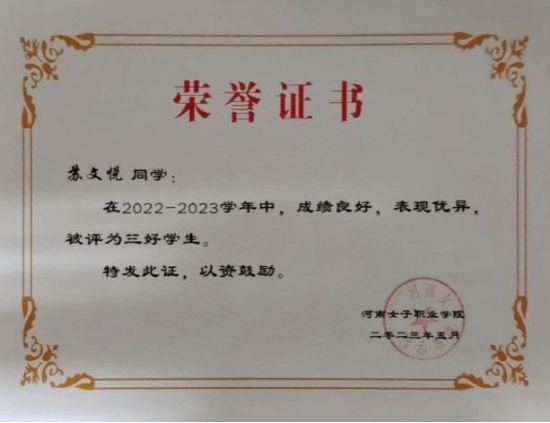 荣誉证书
苏文悦 同学：
在2022-2023学年中，成绩良好，表现优异，
被评为三好学生。
特发此证，以资鼓励。
河南女子职业学院
二零二三年五月